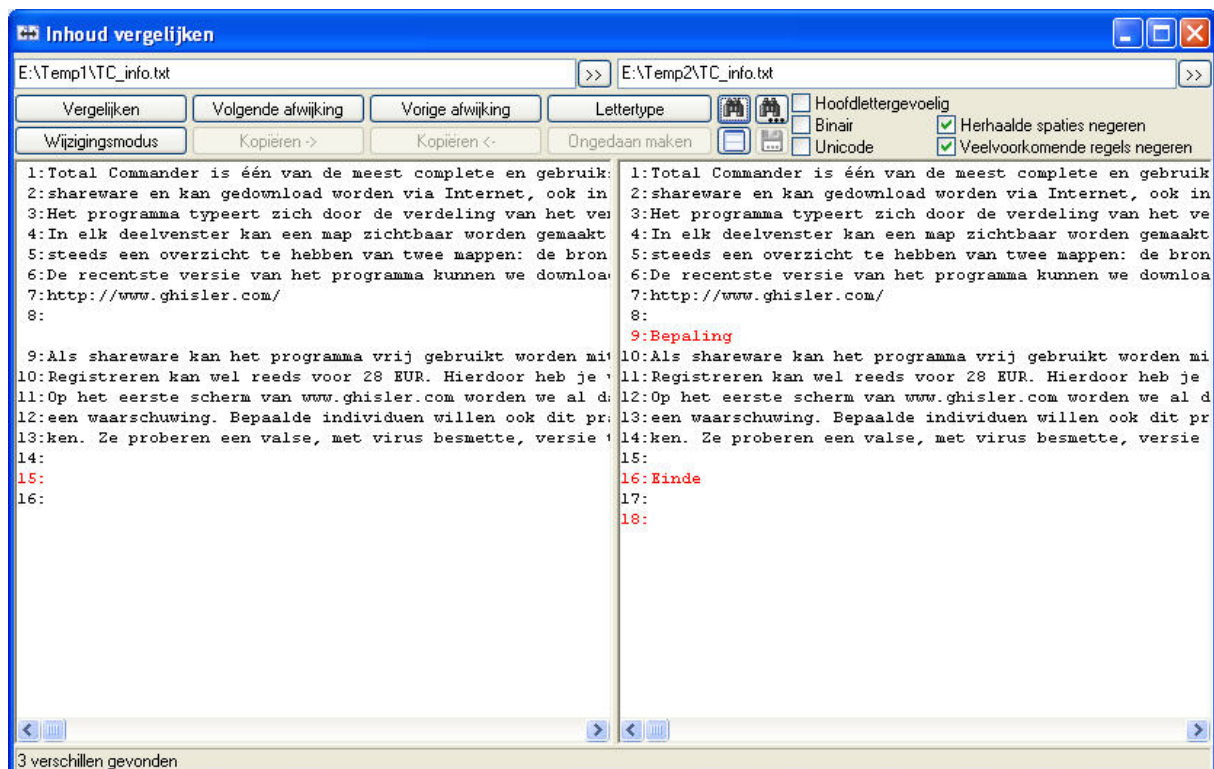 Inhoud vergelijken
E:\Temp1\TC_info.txt >> E:\Temp2\TC_info.txt >>
Vergelijken Volgende afwijking Vorige afwijking Lettertype Hoofdlettergevoelig
Binair Herhaalde spaties negeren
Wijzigingsmodus Kopiëren -> Kopiëren <- Ongedaan maken Unicode Veelvoorkomende regels negeren
1:Total Commander is één van de meest complete en gebruik
2:shareware en kan gedownload worden via Internet, ook in
3:Het programma typeert zich door de verdeling van het ve
4:In elk deelvenster kan een map zichtbaar worden gemaakt
5:steeds een overzicht te hebben van twee mappen: de bron
6:De recentste versie van het programma kunnen we downloa
7:http://www.ghisler.com/
8:
9:Als shareware kan het programma vrij gebruikt worden mi
10:Registreren kan wel reeds voor 28 EUR. Hierdoor heb je
11:Op het eerste scherm van www.ghisler.com worden we al d
12:een waarschuwing. Bepaalde individuen willen ook dit pr
13:ken. Ze proberen een valse, met virus besmette, versie
14:
15:
16:
1:Total Commander is één van de meest complete en gebruik
2:shareware en kan gedownload worden via Internet, ook in
3:Het programma typeert zich door de verdeling van het ve
4:In elk deelvenster kan een map zichtbaar worden gemaakt
5:steeds een overzicht te hebben van twee mappen: de bron
6:De recentste versie van het programma kunnen we downloa
7:http://www.ghisler.com/
8:
9:Bepaling
10:Als shareware kan het programma vrij gebruikt worden mi
11:Registreren kan wel reeds voor 28 EUR. Hierdoor heb je
12:Op het eerste scherm van www.ghisler.com worden we al d
13:een waarschuwing. Bepaalde individuen willen ook dit pr
14:ken. Ze proberen een valse, met virus besmette, versie
15:
16:Einde
17:
18:
3 verschillen gevonden